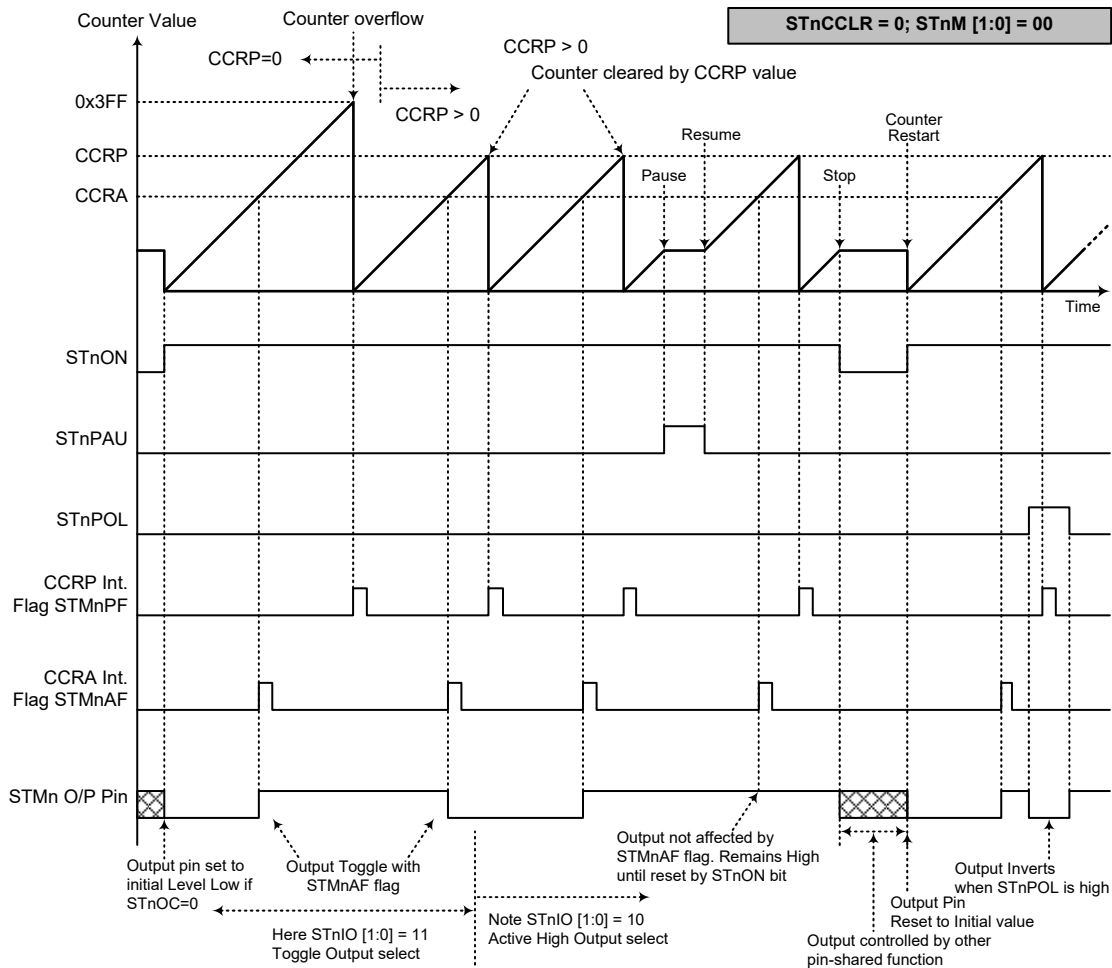 Counter Value
Counter overflow
STnCCLR = 0; STnM [1:0] = 00
CCRP=0
CCRP > 0
CCRP > 0
Counter cleared by CCRP value
0x3FF
CCRP
CCRA
Pause
Resume
Stop
Counter
Restart
Time
STnON
STnPAU
STnPOL
CCRP Int.
Flag STMnPF
CCRA Int.
Flag STMnAF
STMn O/P Pin
Output pin set to
initial Level Low if
STnOC=0
Output Toggle with
STMnAF flag
Here STnIO [1:0] = 11
Toggle Output select
Note STnIO [1:0] = 10
Active High Output select
Output not affected by
STMnAF flag. Remains High
until reset by STnON bit
Output controlled by other
pin-shared function
Output Pin
Reset to Initial value
Output Inverts
when STnPOL is high